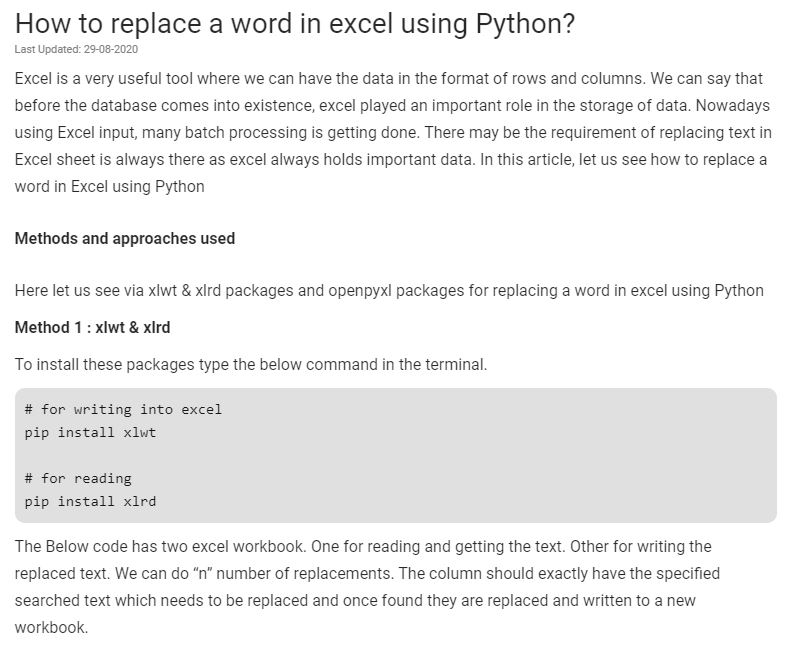 How to replace a word in excel using Python?
Last Updated: 29-08-2020
Excel is a very useful tool where we can have the data in the format of rows and columns. We can say that
before the database comes into existence, excel played an important role in the storage of data. Nowadays
using Excel input, many batch processing is getting done. There may be the requirement of replacing text in
Excel sheet is always there as excel always holds important data. In this article, let us see how to replace a
word in Excel using Python
Methods and approaches used
Here let us see via xlwt & xlrd packages and openpyxl packages for replacing a word in excel using Python
Method 1 : xlwt & xlrd
To install these packages type the below command in the terminal.
# for writing into excel
pip install xlwt
# for reading
pip install xlrd
The Below code has two excel workbook. One for reading and getting the text. Other for writing the
replaced text. We can do “n” number of replacements. The column should exactly have the specified
searched text which needs to be replaced and once found they are replaced and written to a new
workbook.